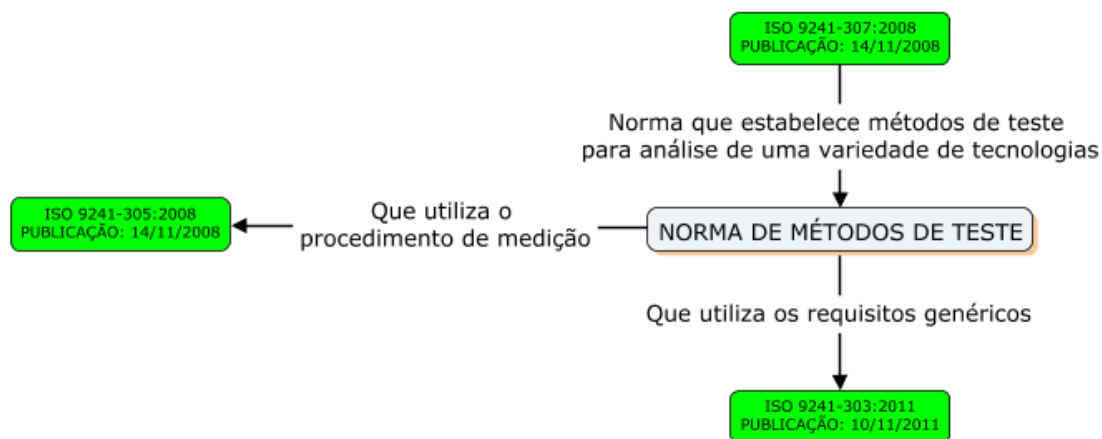 ISO 9241-307:2008
PUBLICAÇÃO: 14/11/2008
Norma que estabelece métodos de teste
para análise de uma variedade de tecnologias
ISO 9241-305:2008
PUBLICAÇÃO: 14/11/2008
Que utiliza o
procedimento de medição
NORMA DE MÉTODOS DE TESTE
Que utiliza os requisitos genéricos
ISO 9241-303:2011
PUBLICAÇÃO: 10/11/2011